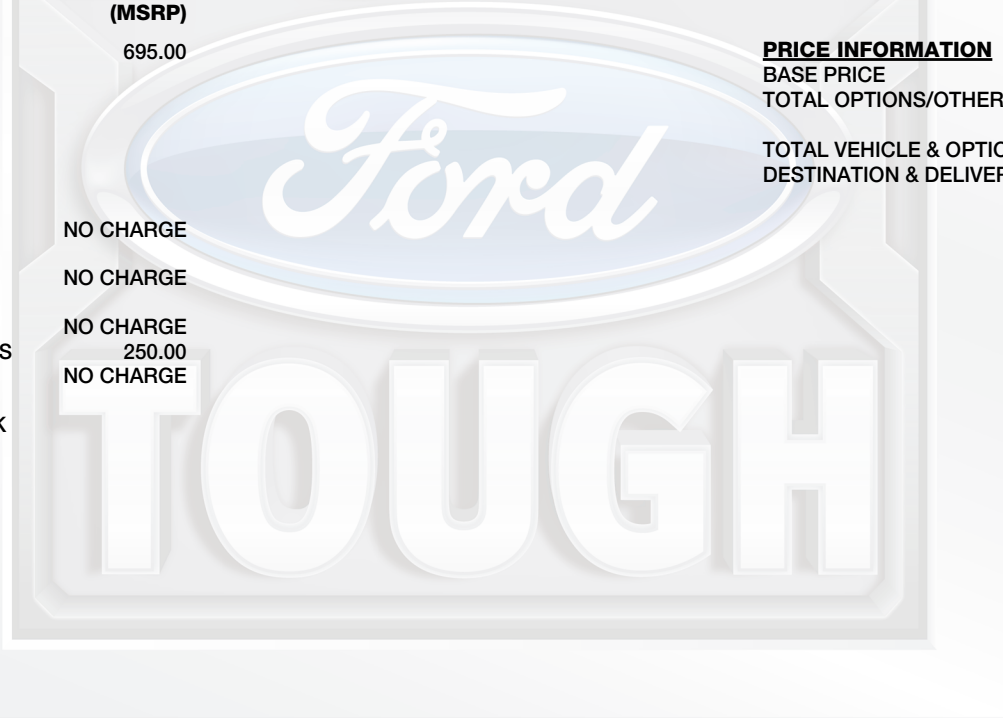 (MSRP)
695.00
NO CHARGE
NO CHARGE
NO CHARGE
S 250.00
NO CHARGE
K
PRICE INFORMATION
BASE PRICE
TOTAL OPTIONS/OTHER
TOTAL VEHICLE & OPTIO
DESTINATION & DELIVER
Ford
TOUGH